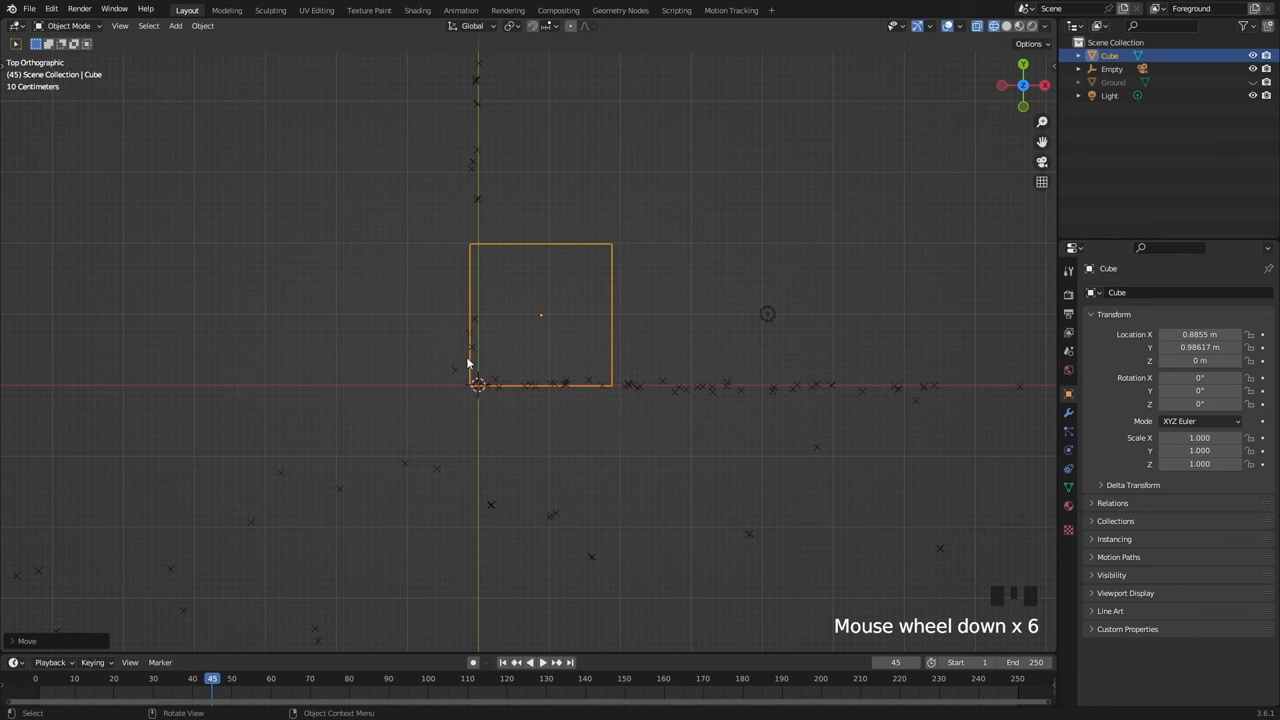 File Edit Render Window Help Layout Modeling Sculpting UV Editing Texture Paint Shading Animation Rendering Compositing Geometry Nodes Scripting Motion Tracking + Scene Foreground
Object Mode View Select Add Object Global
Options
Top Orthographic
(45) Scene Collection | Cube
10 Centimeters
Y
X
Z
Scene Collection
Cube
Empty
Ground
Light
Cube
Cube
Transform
Location X 0.8855 m
Y 0.98617 m
Z 0 m
Rotation X 0°
Y 0°
Z 0°
Mode XYZ Euler
Scale X 1.000
Y 1.000
Z 1.000
Delta Transform
Relations
Collections
Instancing
Motion Paths
Visibility
Viewport Display
Line Art
Custom Properties
Mouse wheel down x 6
Move
Playback Keying View Marker 45 Start 1 End 250
0 10 20 30 40 45 50 60 70 80 90 100 110 120 130 140 150 160 170 180 190 200 210 220 230 240 250
Select Rotate View Object Context Menu 3.6.1